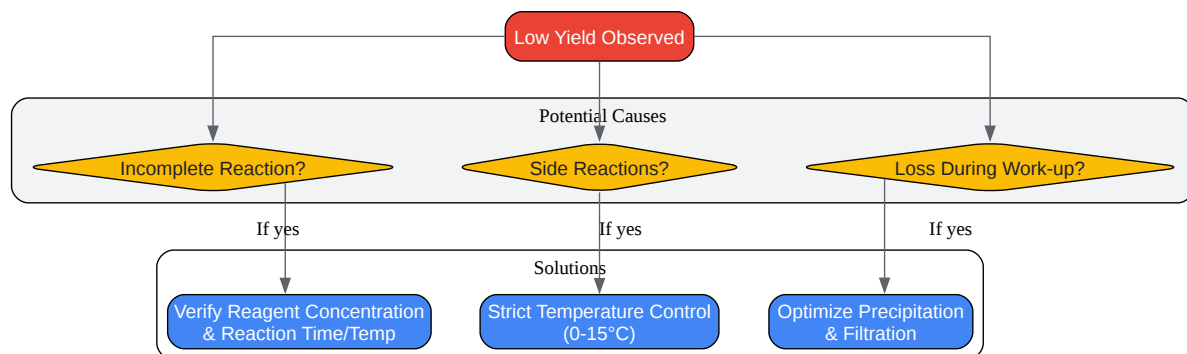 Low Yield Observed
Potential Causes
Incomplete Reaction?
Side Reactions?
Loss During Work-up?
If yes
If yes
If yes
Solutions
Verify Reagent Concentration
& Reaction Time/Temp
Strict Temperature Control
(0-15°C)
Optimize Precipitation
& Filtration